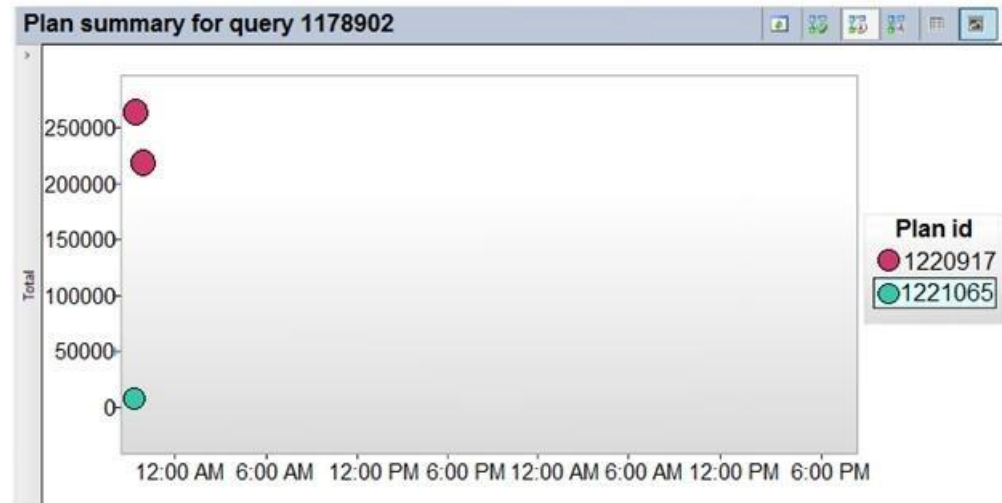 Plan summary for query 1178902
Total
250000
200000
150000
100000
50000
0
12:00 AM 6:00 AM 12:00 PM 6:00 PM 12:00 AM 6:00 AM 12:00 PM 6:00 PM
Plan id
1220917
1221065